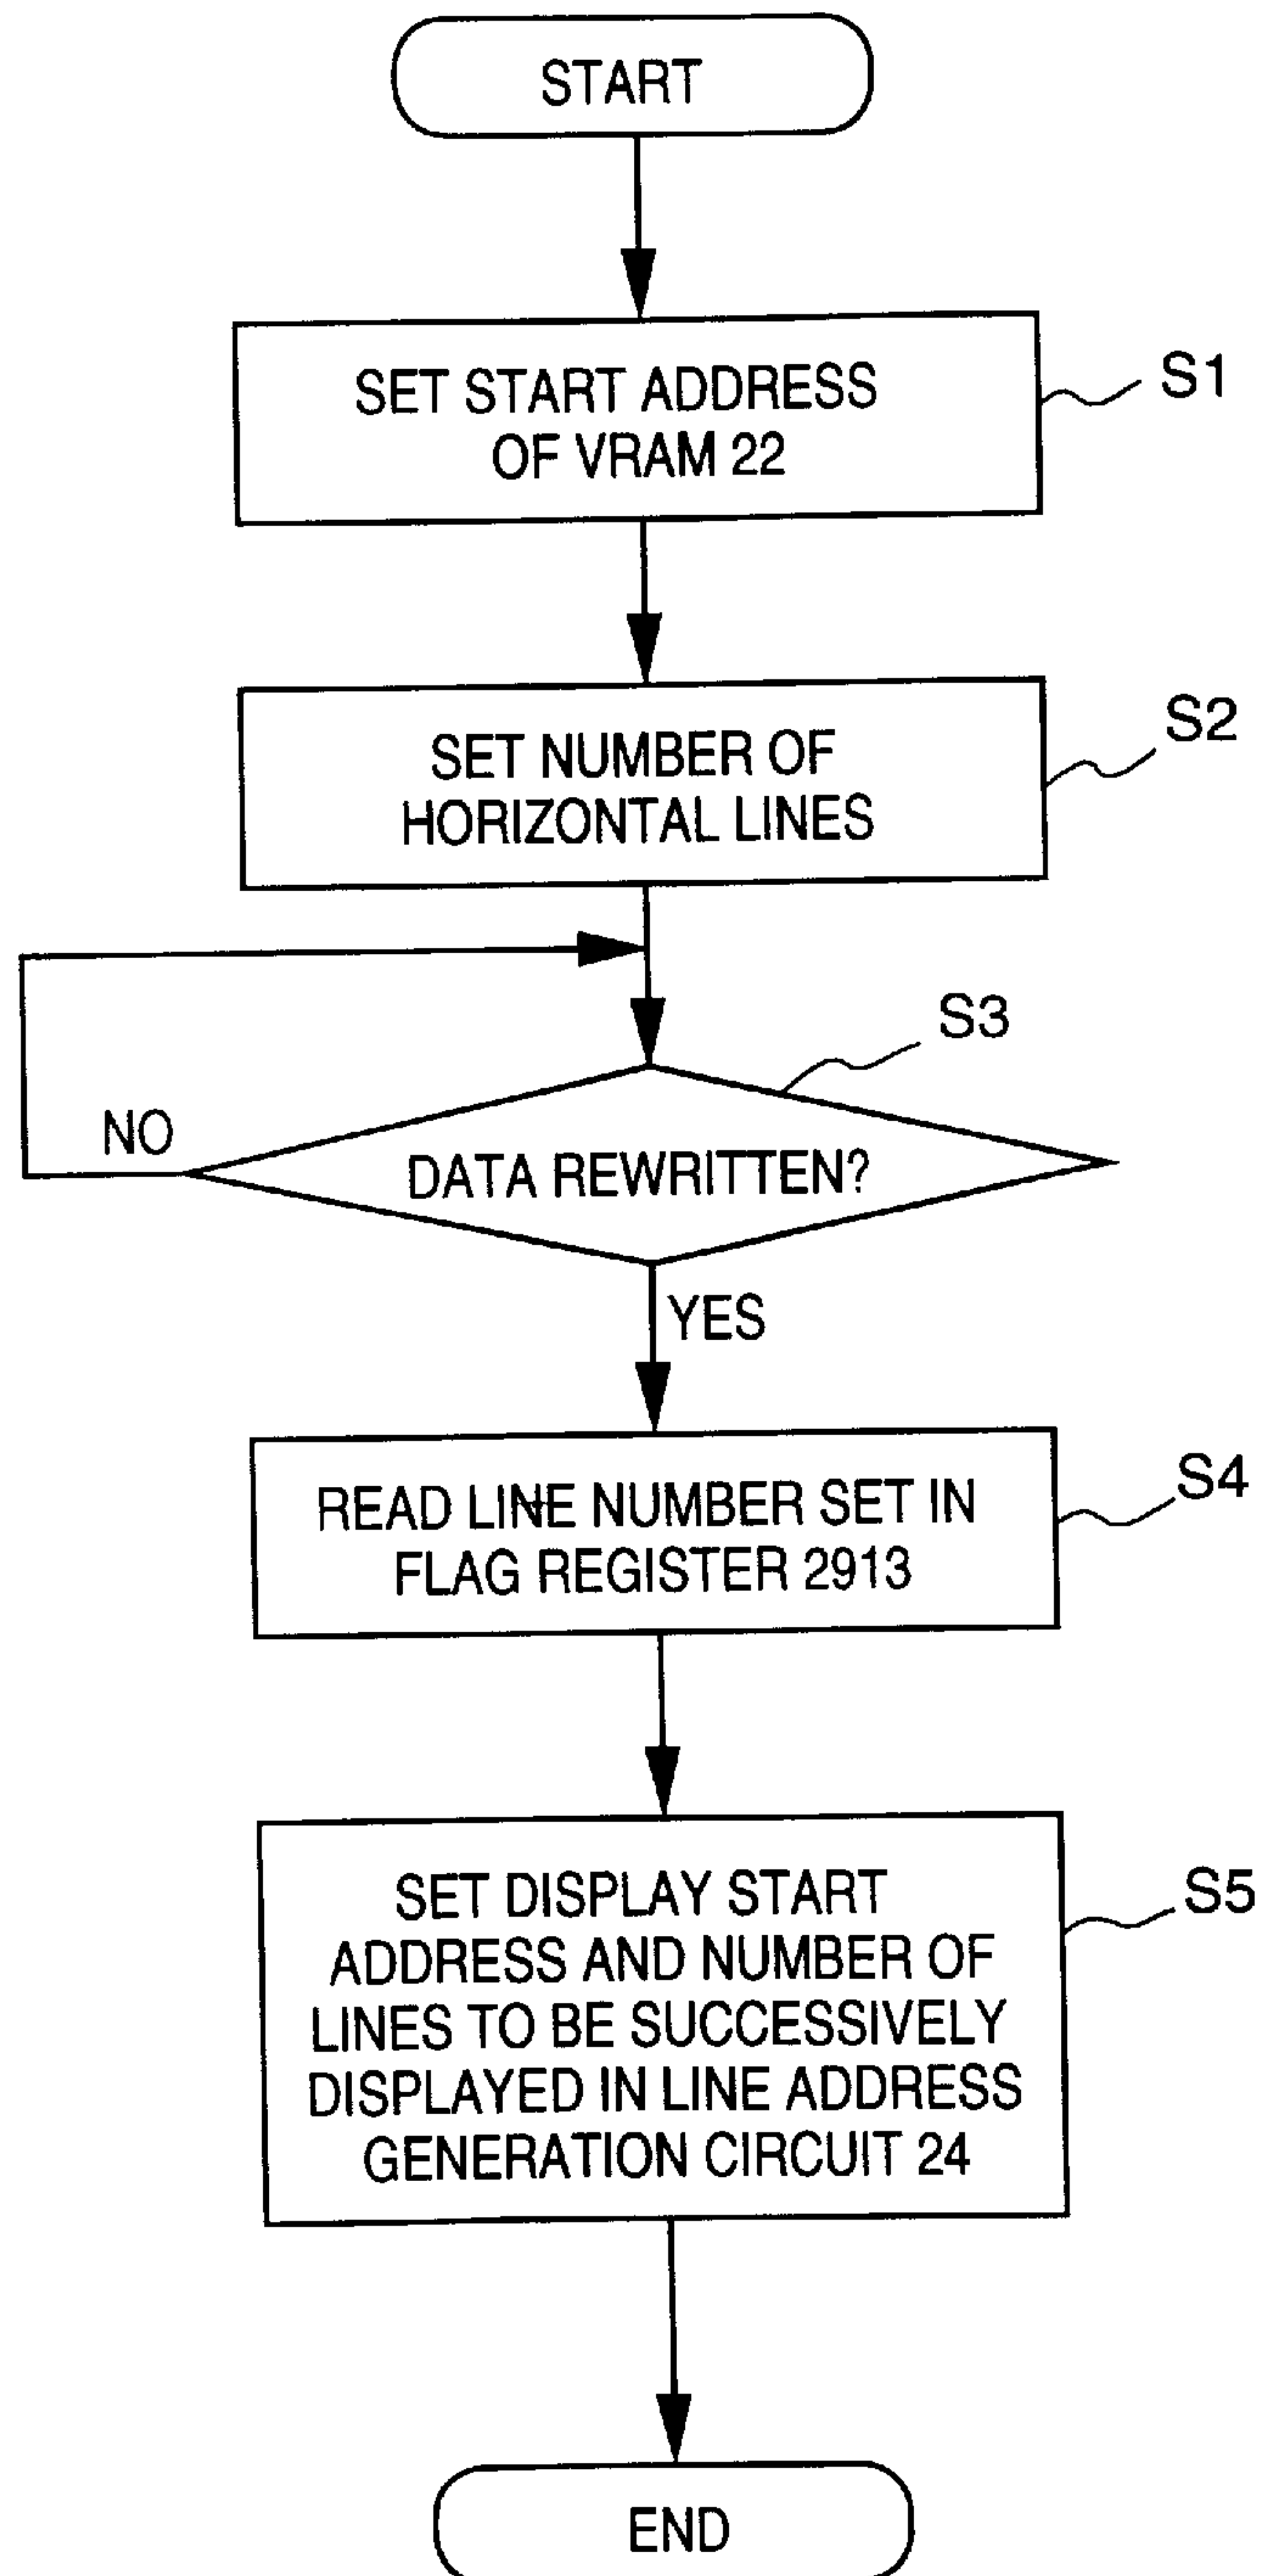 START
SET START ADDRESS
OF VRAM 22
S1
SET NUMBER OF
HORIZONTAL LINES
S2
S3
NO
DATA REWRITTEN?
YES
READ LINE NUMBER SET IN
FLAG REGISTER 2913
S4
SET DISPLAY START
ADDRESS AND NUMBER OF
LINES TO BE SUCCESSIVELY
DISPLAYED IN LINE ADDRESS
GENERATION CIRCUIT 24
S5
END